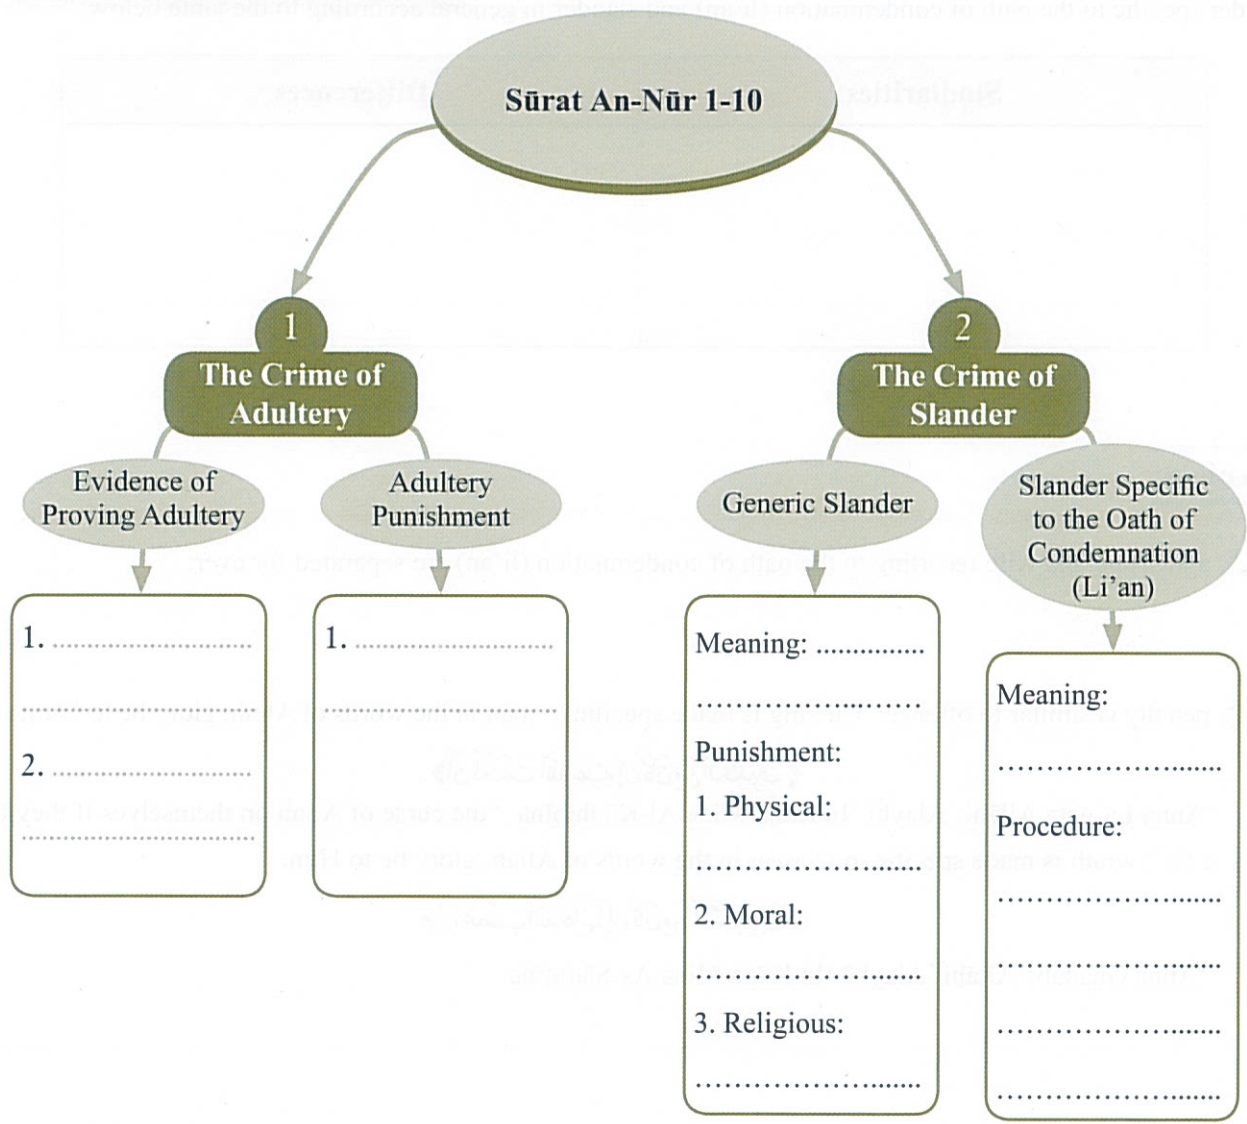 Sūrat An-Nūr 1-10
1
The Crime of
Adultery
2
The Crime of
Slander
Evidence of
Proving Adultery
Adultery
Punishment
Generic Slander
Slander Specific
to the Oath of
Condemnation
(Li’an)
1. ............................
................................
2. ............................
................................
1. ............................
Meaning: ...............
................................
Punishment:
1. Physical:
................................
2. Moral:
................................
3. Religious:
................................
Meaning:
................................
Procedure:
................................
................................
................................
................................